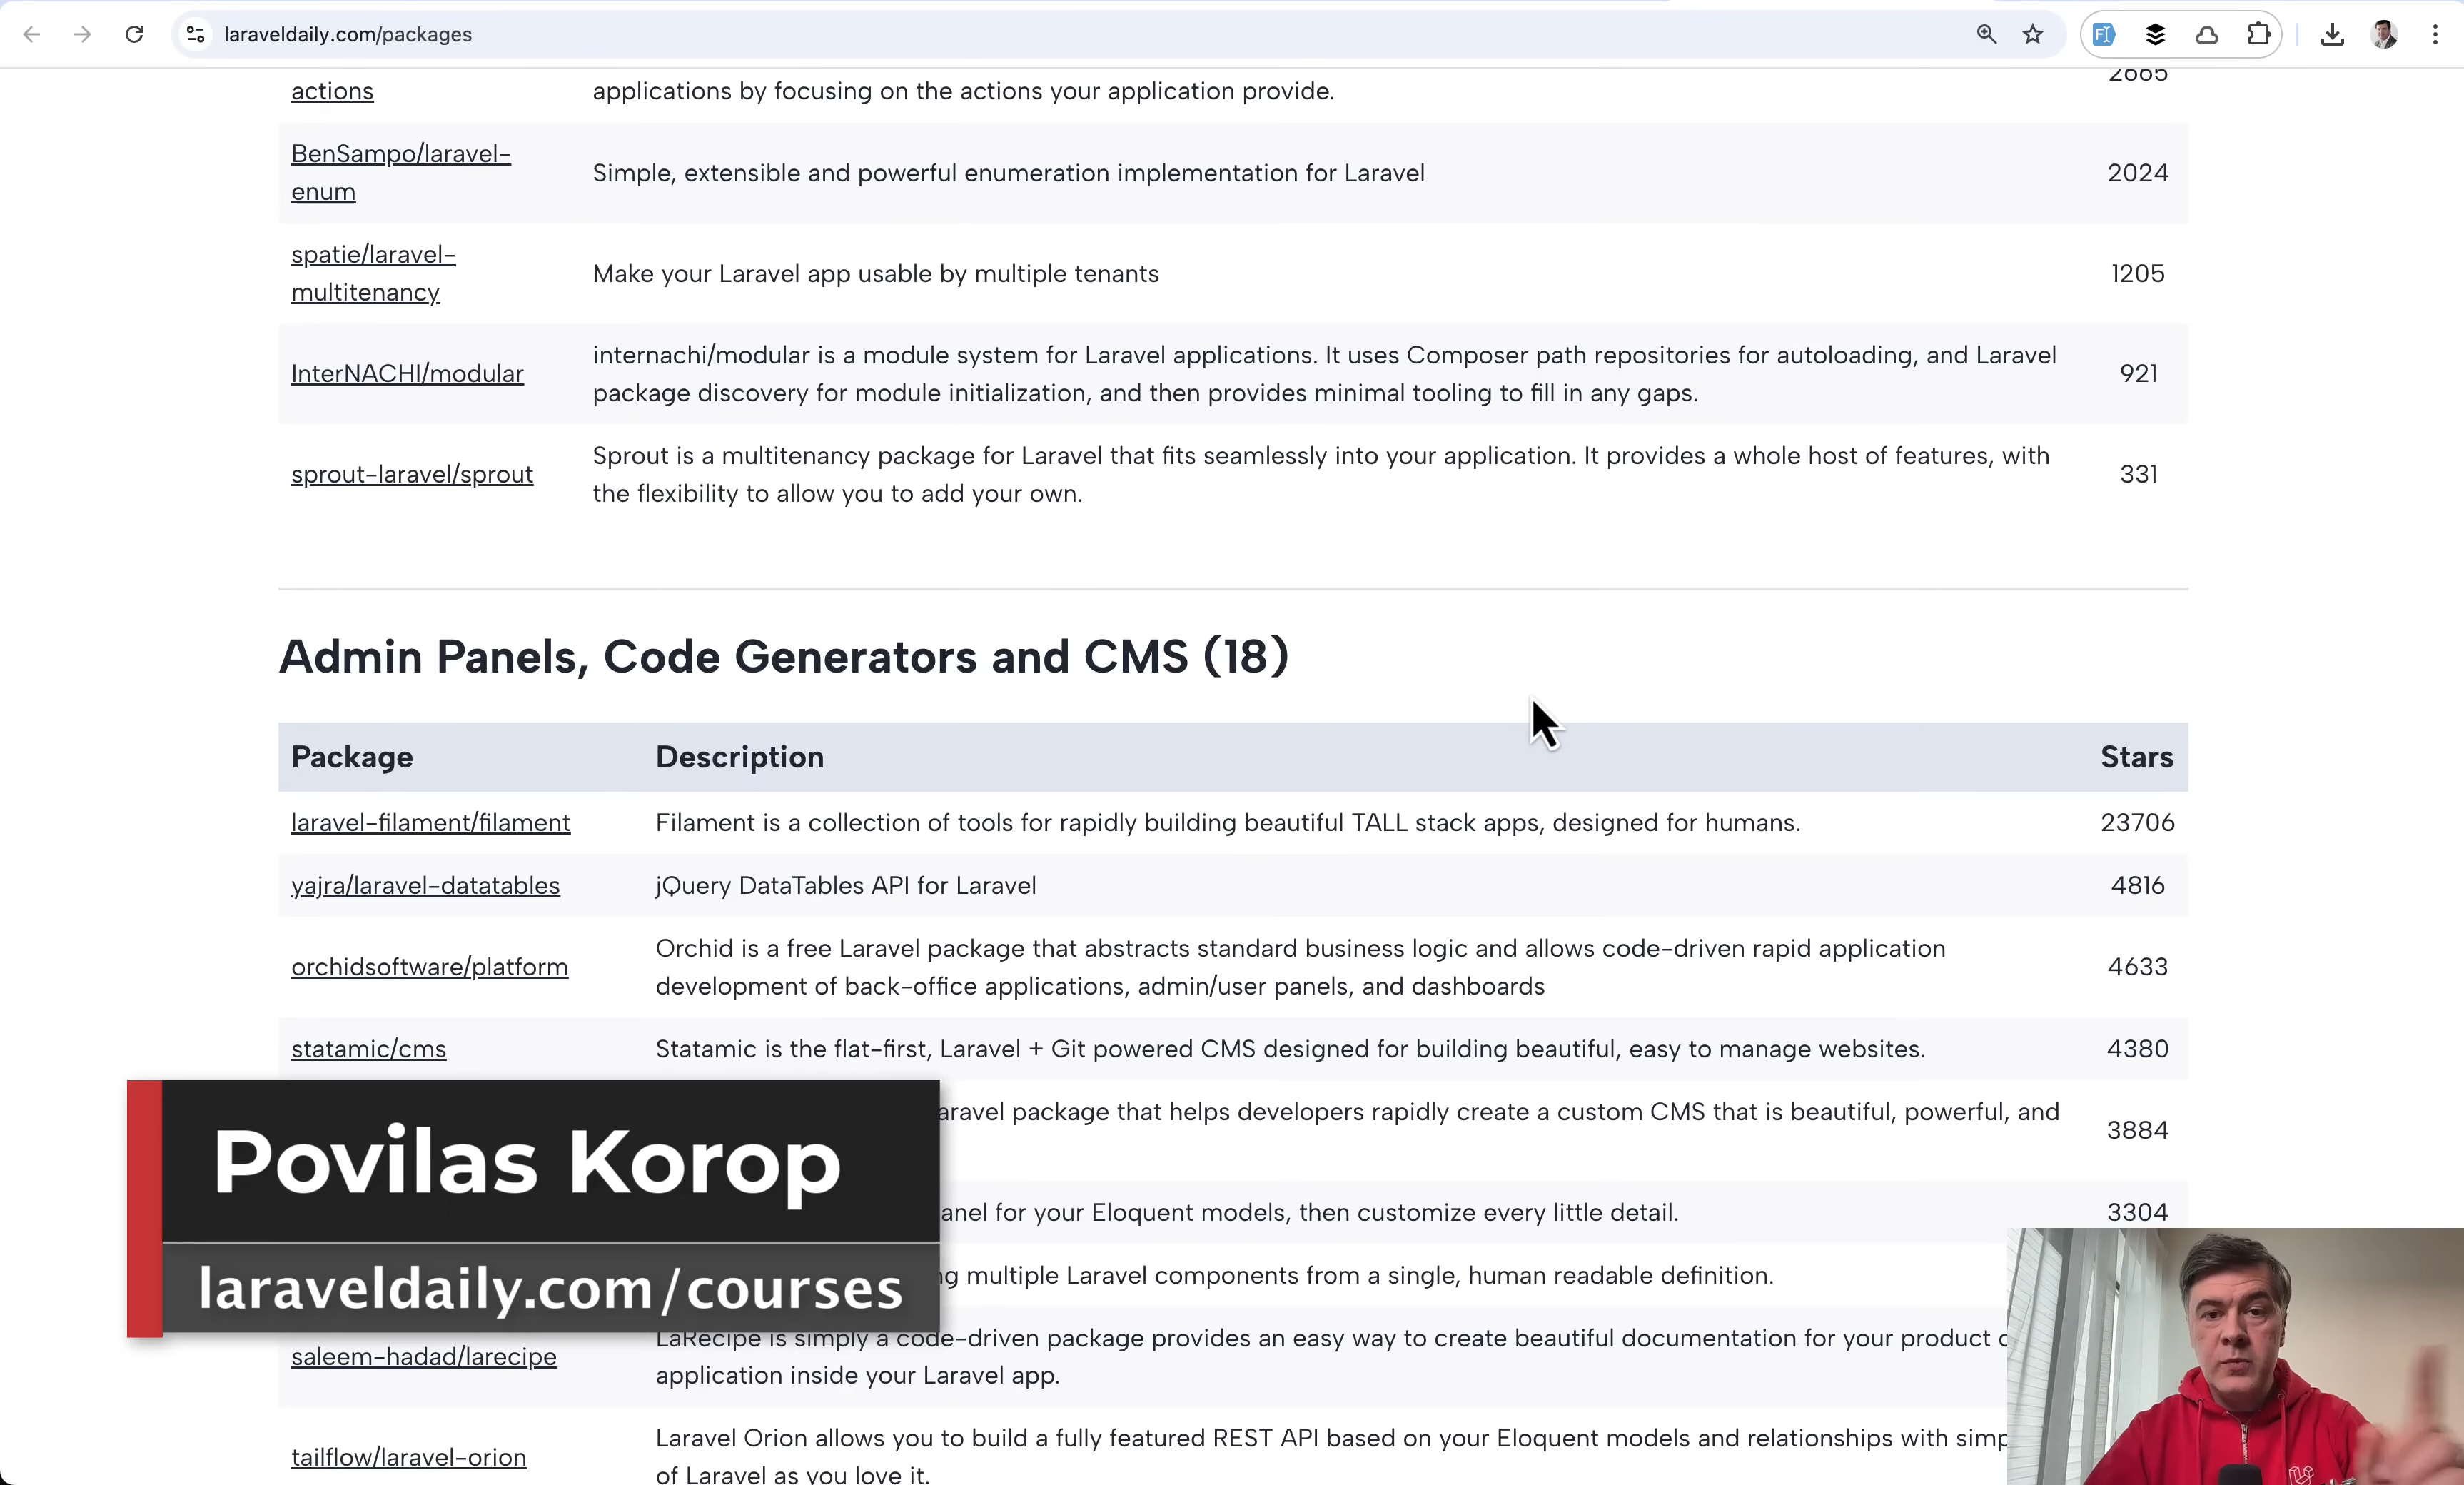 laraveldaily.com/packages
actions
applications by focusing on the actions your application provide.
2665
BenSampo/laravel-
enum
Simple, extensible and powerful enumeration implementation for Laravel
2024
spatie/laravel-
multitenancy
Make your Laravel app usable by multiple tenants
1205
InterNACHI/modular
internachi/modular is a module system for Laravel applications. It uses Composer path repositories for autoloading, and Laravel
package discovery for module initialization, and then provides minimal tooling to fill in any gaps.
921
sprout-laravel/sprout
Sprout is a multitenancy package for Laravel that fits seamlessly into your application. It provides a whole host of features, with
the flexibility to allow you to add your own.
331
Admin Panels, Code Generators and CMS (18)
Package Description Stars
laravel-filament/filament Filament is a collection of tools for rapidly building beautiful TALL stack apps, designed for humans. 23706
yajra/laravel-datatables jQuery DataTables API for Laravel 4816
orchidsoftware/platform
Orchid is a free Laravel package that abstracts standard business logic and allows code-driven rapid application
development of back-office applications, admin/user panels, and dashboards
4633
statamic/cms Statamic is the flat-first, Laravel + Git powered CMS designed for building beautiful, easy to manage websites. 4380
package that helps developers rapidly create a custom CMS that is beautiful, powerful, and
3884
for your Eloquent models, then customize every little detail. 3304
multiple Laravel components from a single, human readable definition.
saleem-hadad/larecipe
LaRecipe is simply a code-driven package provides an easy way to create beautiful documentation for your product
application inside your Laravel app.
tailflow/laravel-orion
Laravel Orion allows you to build a fully featured REST API based on your Eloquent models and relationships with
of Laravel as you love it.
Povilas Korop
laraveldaily.com/courses